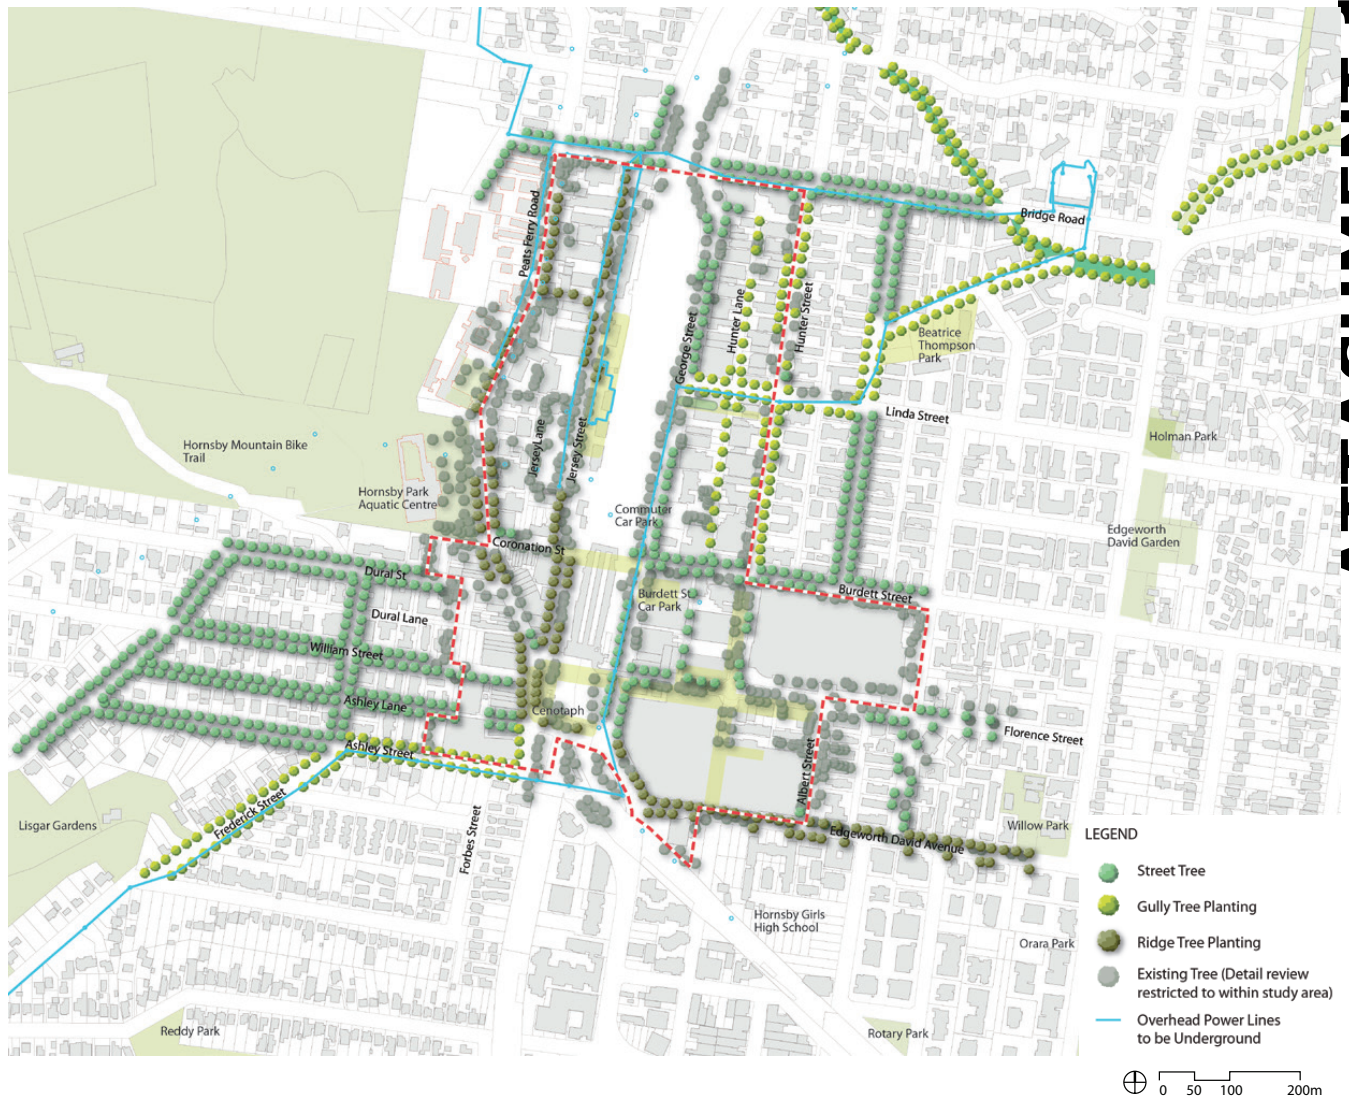 Bridge Road
Peats Ferry Road
Hunter Lane
Hunter Street
George Street
Beatrice
Thompson
Park
Linda Street
Holman Park
Hornsby Mountain Bike
Trail
Jersey Lane
Jersey Street
Hornsby Park
Aquatic Centre
Commuter
Car Park
Edgeworth
David Garden
Coronation St
Dural St
Burdett St
Car Park
Burdett Street
Dural Lane
William Street
Ashley Lane
Cenotaph
Florence Street
Ashley Street
Albert Street
Frederick Street
Forbes Street
Lisgar Gardens
Edgeworth David Avenue
Willow Park
Hornsby Girls
High School
Orara Park
Reddy Park
Rotary Park
LEGEND
Street Tree
Gully Tree Planting
Ridge Tree Planting
Existing Tree (Detail review
restricted to within study area)
Overhead Power Lines
to be Underground
0 50 100 200m